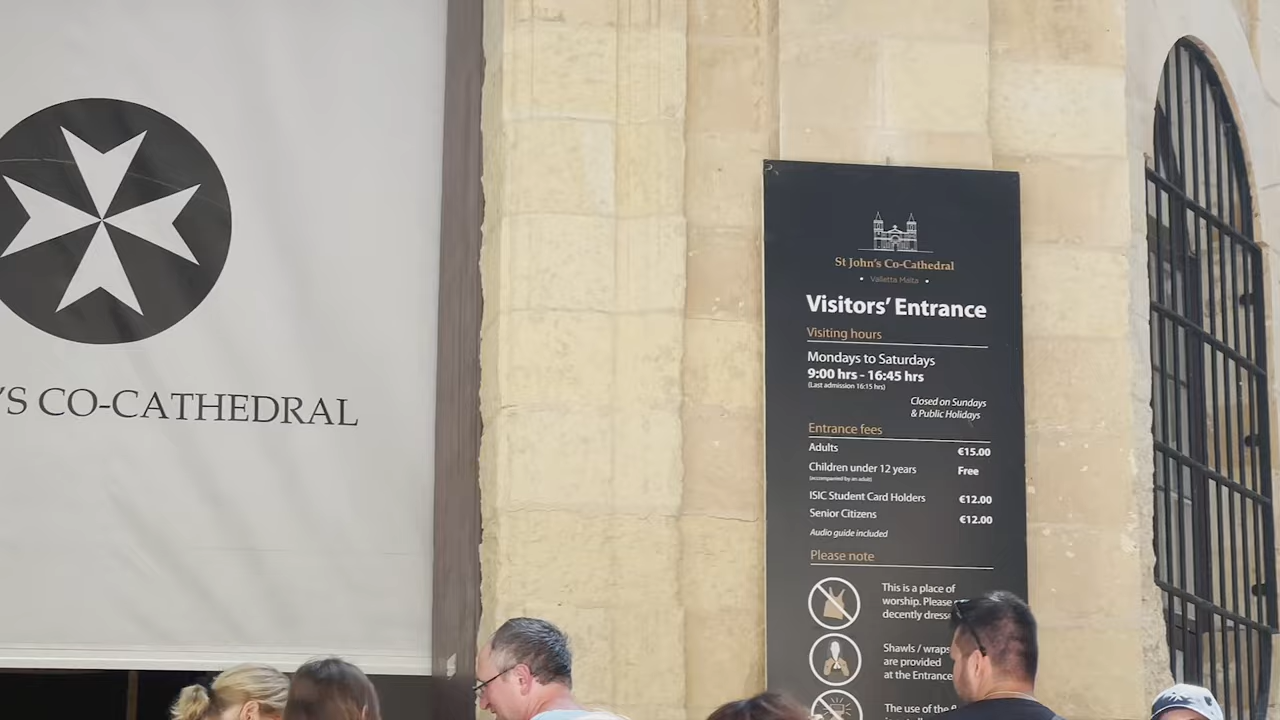 'S CO-CATHEDRAL
St John's Co-Cathedral
• Valletta Malta •
Visitors' Entrance
Visiting hours
Mondays to Saturdays
9:00 hrs - 16:45 hrs
(Last admission 16:15 hrs)
Closed on Sundays
& Public Holidays
Entrance fees
Adults €15.00
Children under 12 years Free
(accompanied by an adult)
ISIC Student Card Holders €12.00
Senior Citizens €12.00
Audio guide included
Please note
This is a place of
worship. Please
decently dress
Shawls / wraps
are provided
at the Entrance
The use of the